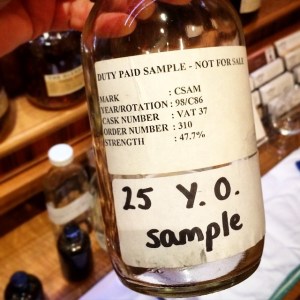 DUTY PAID SAMPLE - NOT FOR SALE
MARK : CSAM
YEAR/ROTATION : 98/C86
CASK NUMBER : VAT 37
ORDER NUMBER : 310
STRENGTH : 47.7%
25 Y.O.
sample